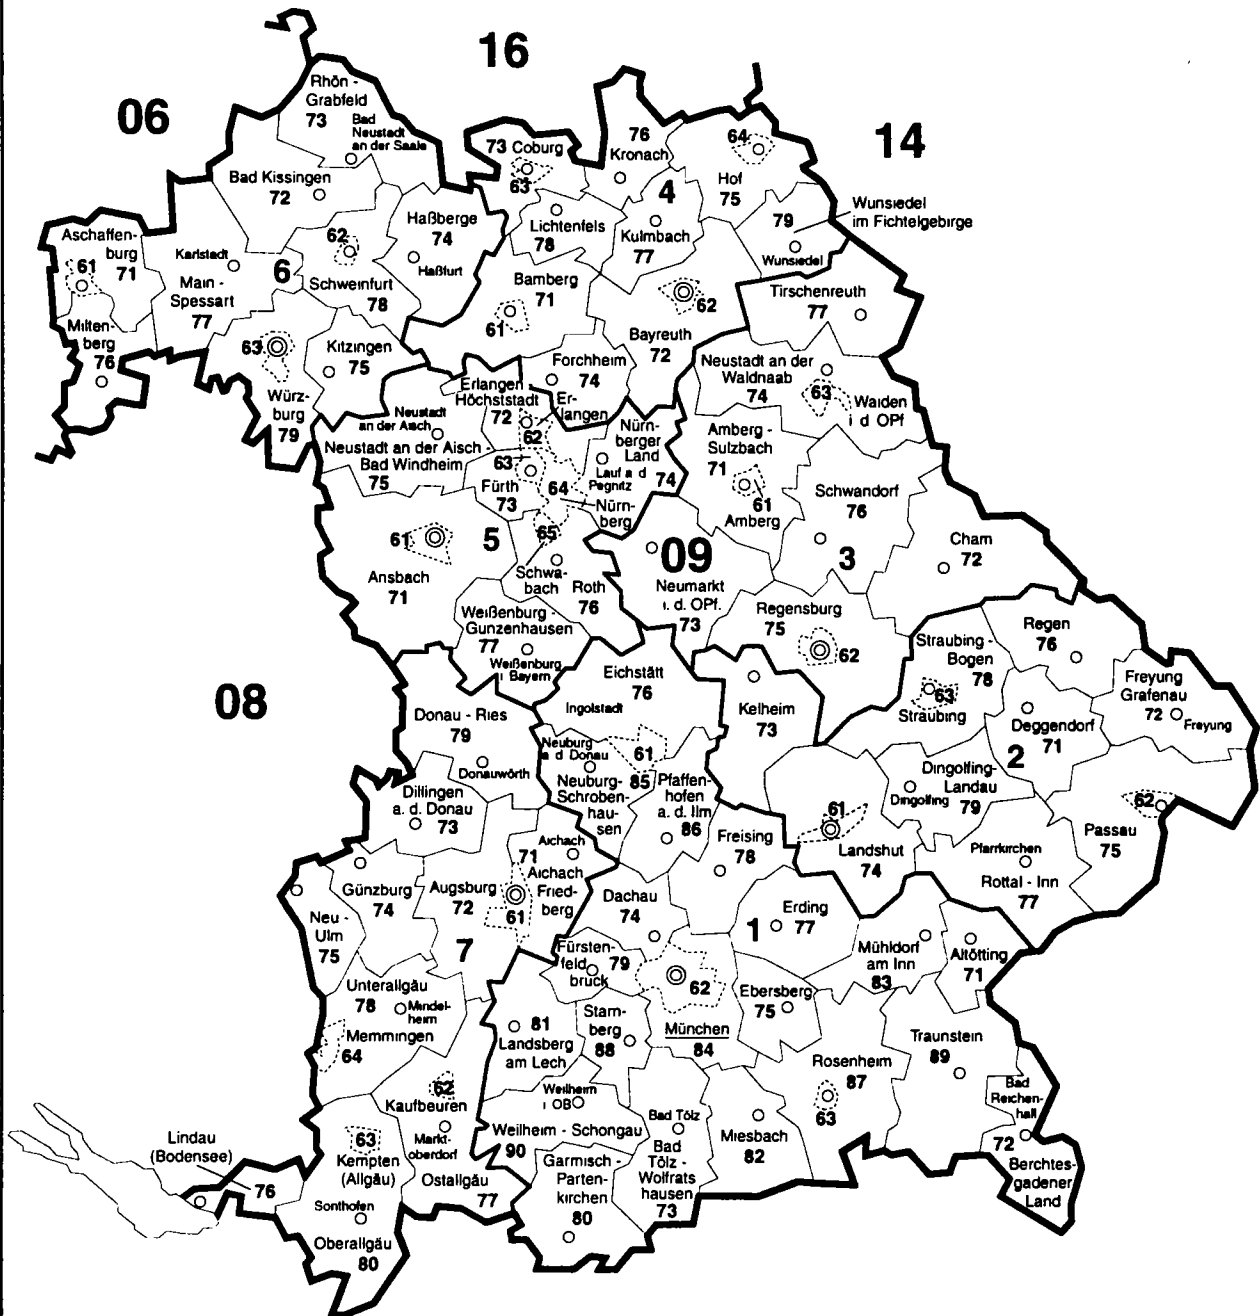 16
06
14
Rhön -
Grabfeld
73
Bad
Neustadt
an der Saale
Bad Kissingen
72
73 Coburg
63
76
Kronach
64
Hof
75
4
Wunsiedel
im Fichtelgebirge
79
Wunsiedel
Aschaffen-
burg
61
71
Karlstadt
Main -
Spessart
77
6
62
Schweinfurt
78
Haßberge
74
Haßfurt
Lichtenfels
78
Kulmbach
77
Bamberg
71
61
62
Bayreuth
72
Tirschenreuth
77
Milten-
berg
76
63
Würz-
burg
79
Kitzingen
75
Forchheim
74
Erlangen
Höchststadt
72
Er-
langen
62
Neustadt an der
Waldnaab
74
63
Waiden
i d OPf
Neustadt
an der Aisch
Neustadt an der Aisch -
Bad Windheim
75
63
Fürth
73
Nürn-
berger
Land
Lauf a d
Pegnitz
74
64
Nürn-
berg
Amberg -
Sulzbach
71
61
Amberg
Schwandorf
76
Cham
72
61
Ansbach
71
5
65
Schwa-
bach
Roth
76
09
Neumarkt
i. d. OPf.
73
3
Regensburg
75
62
Weißenburg -
Gunzenhausen
77
Weißenburg
i Bayern
Straubing -
Bogen
78
63
Straubing
Regen
76
Freyung
Grafenau
72
Freyung
08
Donau - Ries
79
Donauwörth
Eichstätt
76
Ingolstadt
61
Kelheim
73
Deggendorf
71
2
Neuburg
a d Donau
Neuburg-
Schroben-
hau-
sen
85
Pfaffen-
hofen
a. d. Ilm
86
Dingolfing-
Landau
79
Dingolfing
62
Passau
75
Dillingen
a. d. Donau
73
61
Landshut
74
Pfarrkirchen
Rottal - Inn
77
Freising
78
Aichach
71
Aichach
Fried-
berg
Günzburg
74
Augsburg
72
61
Neu -
Ulm
75
7
Dachau
74
1
Erding
77
Mühldorf
am Inn
83
Altötting
71
Fürsten-
feld
bruck
79
62
München
84
Ebersberg
75
Unterallgäu
78
Mindel-
heim
Memmingen
64
81
Landsberg
am Lech
Starn-
berg
88
Rosenheim
87
63
Traunstein
89
Bad
Reichen-
hall
72
Berchtes-
gadener
Land
62
Kaufbeuren
Markt-
oberdorf
Ostallgäu
77
Weilheim
i OB
Weilheim - Schongau
90
Bad Tölz
Bad
Tölz -
Wolfrats
hausen
73
Miesbach
82
Lindau
(Bodensee)
76
63
Kempten
(Allgäu)
Sonthofen
Oberallgäu
80
Garmisch -
Parten-
kirchen
80